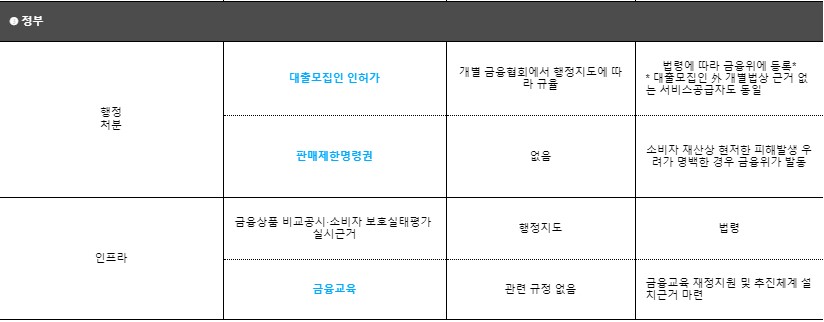 ❸ 정부
행정
처분
대출모집인 인허가
개별 금융협회에서 행정지도에 따
라 규율
법령에 따라 금융위에 등록*
* 대출모집인 外 개별법상 근거 없
는 서비스공급자도 동일
판매제한명령권
없음
소비자 재산상 현저한 피해발생 우
려가 명백한 경우 금융위가 발동
인프라
금융상품 비교공시·소비자 보호실태평가
실시근거
행정지도
법령
금융교육
관련 규정 없음
금융교육 재정지원 및 추진체계 설
치근거 마련